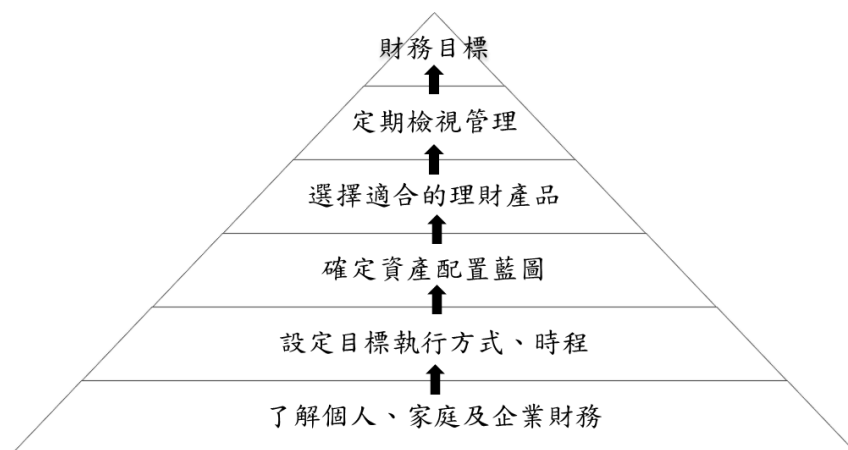 財務目標
定期檢視管理
選擇適合的理財產品
確定資產配置藍圖
設定目標執行方式、時程
了解個人、家庭及企業財務